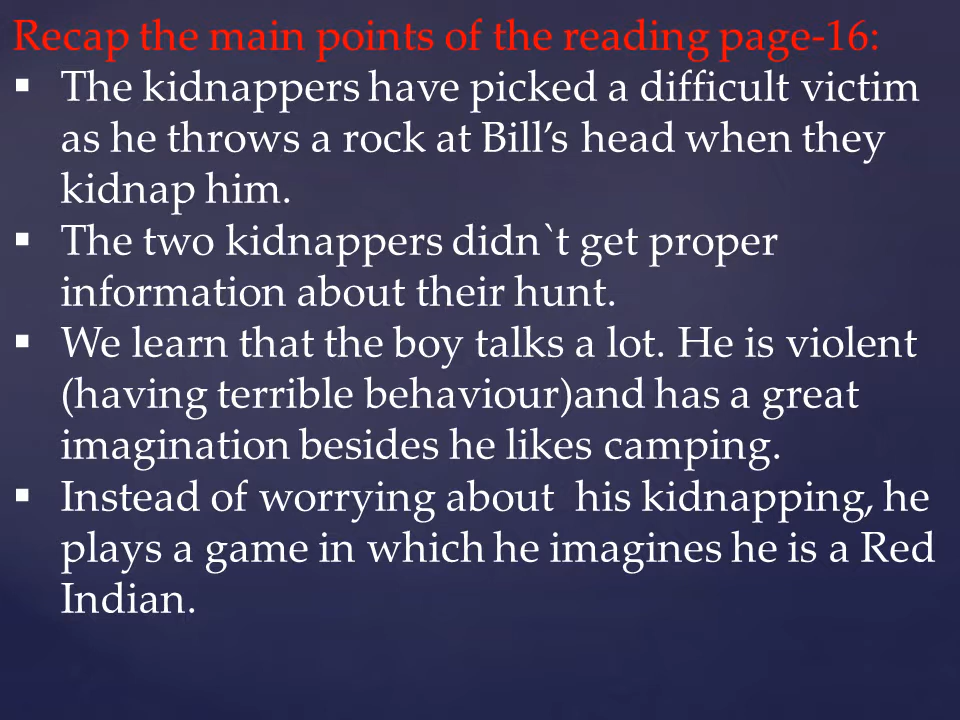 Recap the main points of the reading page-16:
▪ The kidnappers have picked a difficult victim
as he throws a rock at Bill’s head when they
kidnap him.
▪ The two kidnappers didn`t get proper
information about their hunt.
▪ We learn that the boy talks a lot. He is violent
(having terrible behaviour)and has a great
imagination besides he likes camping.
▪ Instead of worrying about  his kidnapping, he
plays a game in which he imagines he is a Red
Indian.